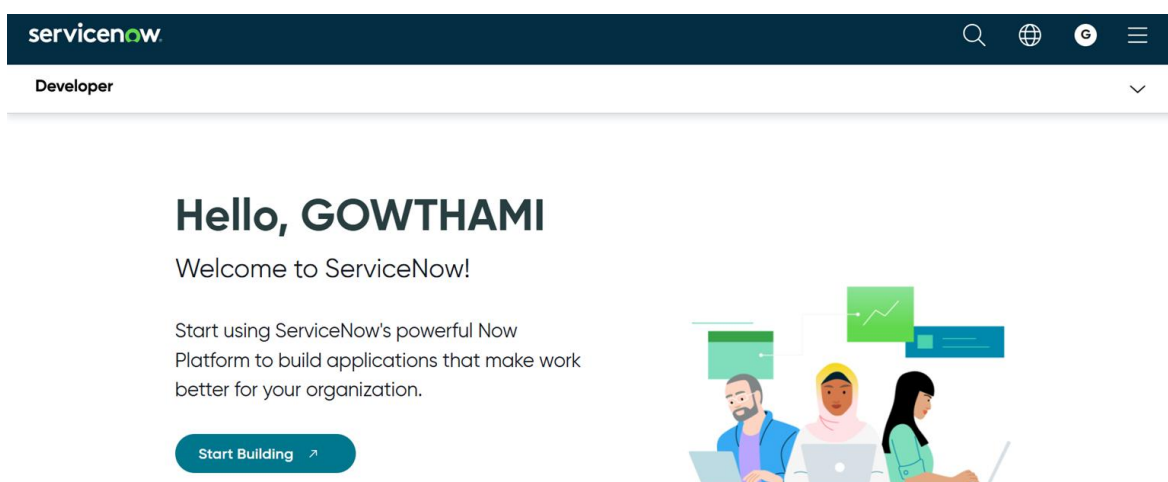 servicenow.
G
Developer
Hello, GOWTHAMI
Welcome to ServiceNow!
Start using ServiceNow's powerful Now
Platform to build applications that make work
better for your organization.
Start Building